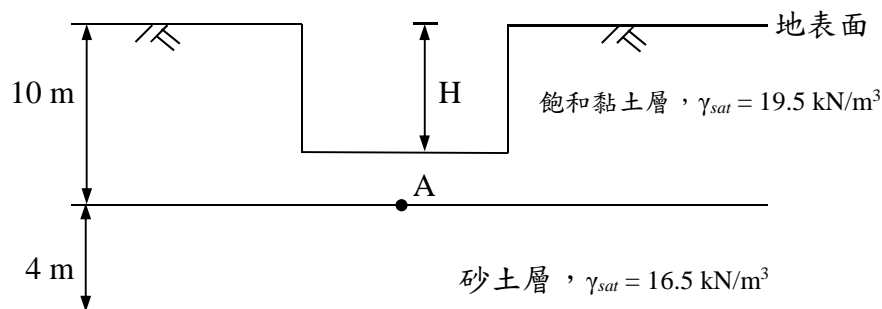 地表面
10 m
H
飽和黏土層，γsat = 19.5 kN/m³
A
4 m
砂土層，γsat = 16.5 kN/m³